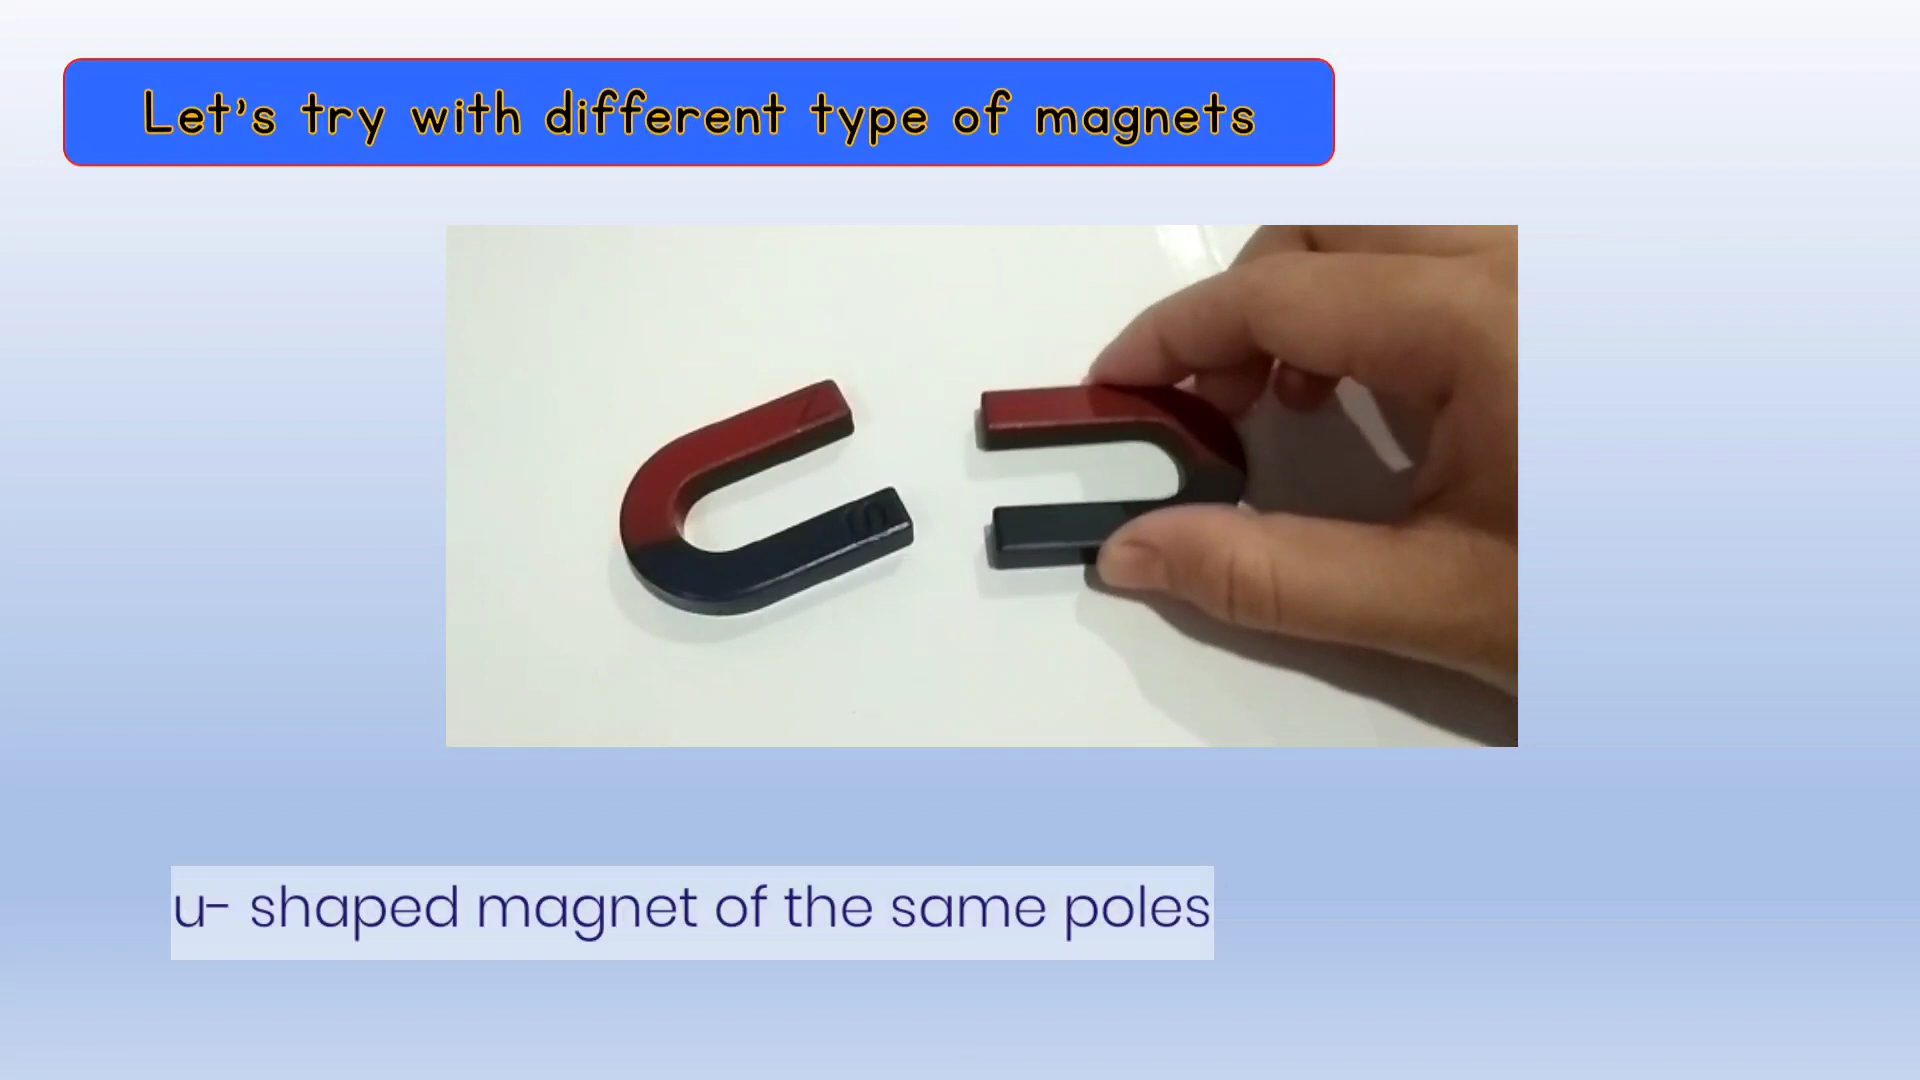 Let's try with different type of magnets
S
u- shaped magnet of the same poles